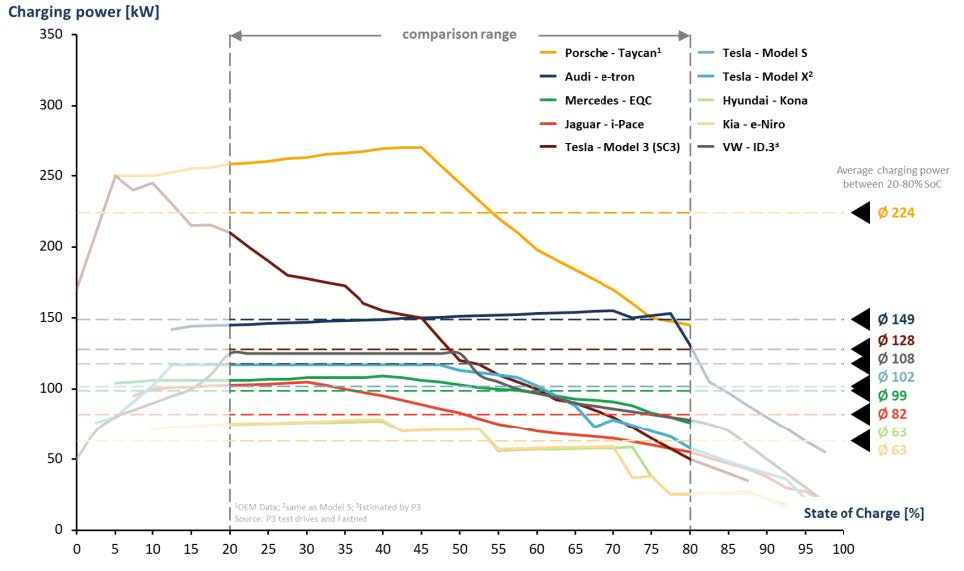 Charging power [kW]
350
300
250
200
150
100
50
0
comparison range
Porsche - Taycan¹
Audi - e-tron
Mercedes - EQC
Jaguar - i-Pace
Tesla - Model 3 (SC3)
Tesla - Model S
Tesla - Model X²
Hyundai - Kona
Kia - e-Niro
VW - ID.3³
Average charging power
between 20-80% SoC
Ø 224
Ø 149
Ø 128
Ø 108
Ø 102
Ø 99
Ø 82
Ø 63
Ø 63
¹OEM Data; ²same as Model S; ³Estimated by P3
Source: P3 test drives and Fastned
State of Charge [%]
0 5 10 15 20 25 30 35 40 45 50 55 60 65 70 75 80 85 90 95 100